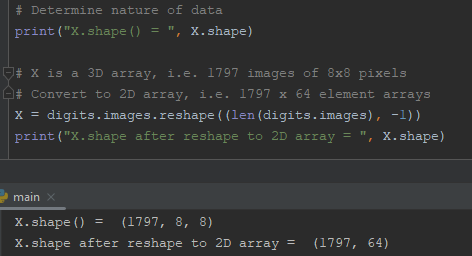 # Determine nature of data
print("X.shape() = ", X.shape)
# X is a 3D array, i.e. 1797 images of 8x8 pixels
# Convert to 2D array, i.e. 1797 x 64 element arrays
X = digits.images.reshape((len(digits.images), -1))
print("X.shape after reshape to 2D array = ", X.shape)
main
X.shape() =  (1797, 8, 8)
X.shape after reshape to 2D array =  (1797, 64)